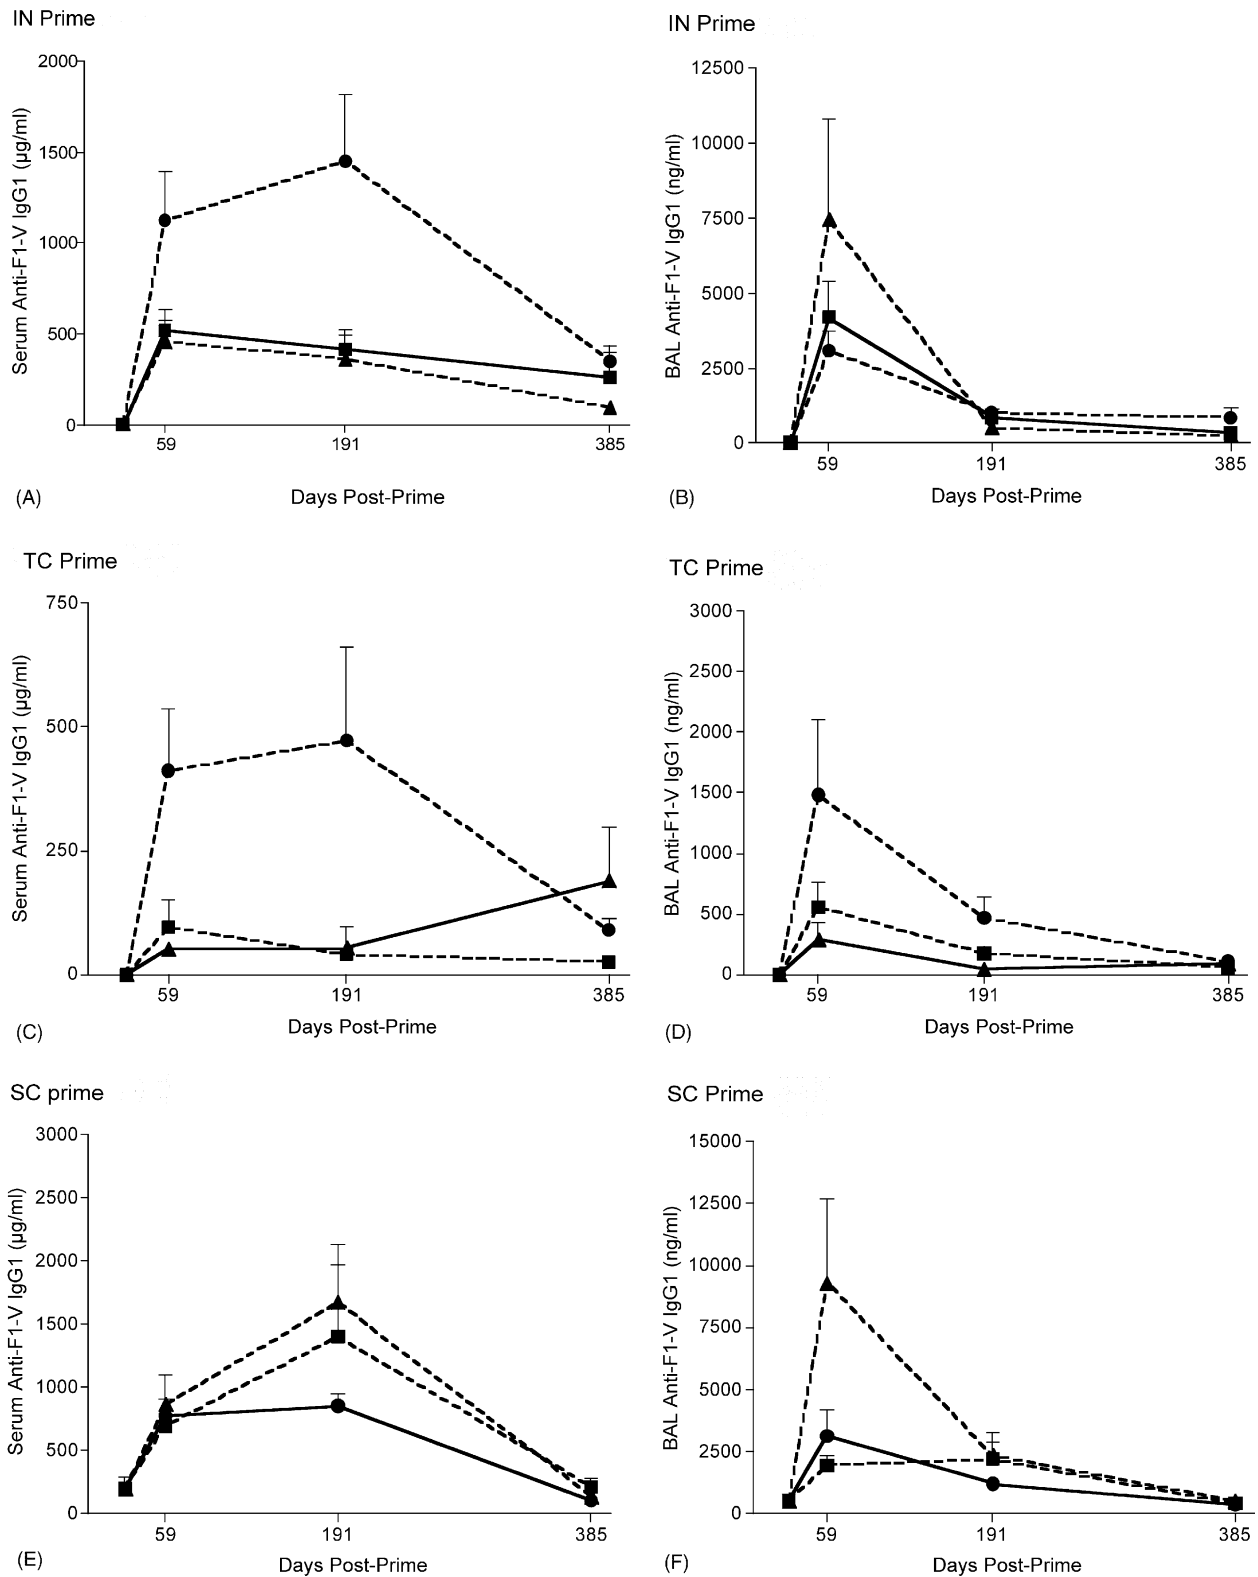 IN Prime
Serum Anti-F1-V IgG1 (µg/ml)
2000
1500
1000
500
0
59
191
385
(A)
Days Post-Prime
IN Prime
BAL Anti-F1-V IgG1 (ng/ml)
12500
10000
7500
5000
2500
0
59
191
385
(B)
Days Post-Prime
TC Prime
Serum Anti-F1-V IgG1 (µg/ml)
750
500
250
0
59
191
385
(C)
Days Post-Prime
TC Prime
BAL Anti-F1-V IgG1 (ng/ml)
3000
2500
2000
1500
1000
500
0
59
191
385
(D)
Days Post-Prime
SC prime
Serum Anti-F1-V IgG1 (µg/ml)
3000
2500
2000
1500
1000
500
0
59
191
385
(E)
Days Post-Prime
SC Prime
BAL Anti-F1-V IgG1 (ng/ml)
15000
12500
10000
7500
5000
2500
0
59
191
385
(F)
Days Post-Prime